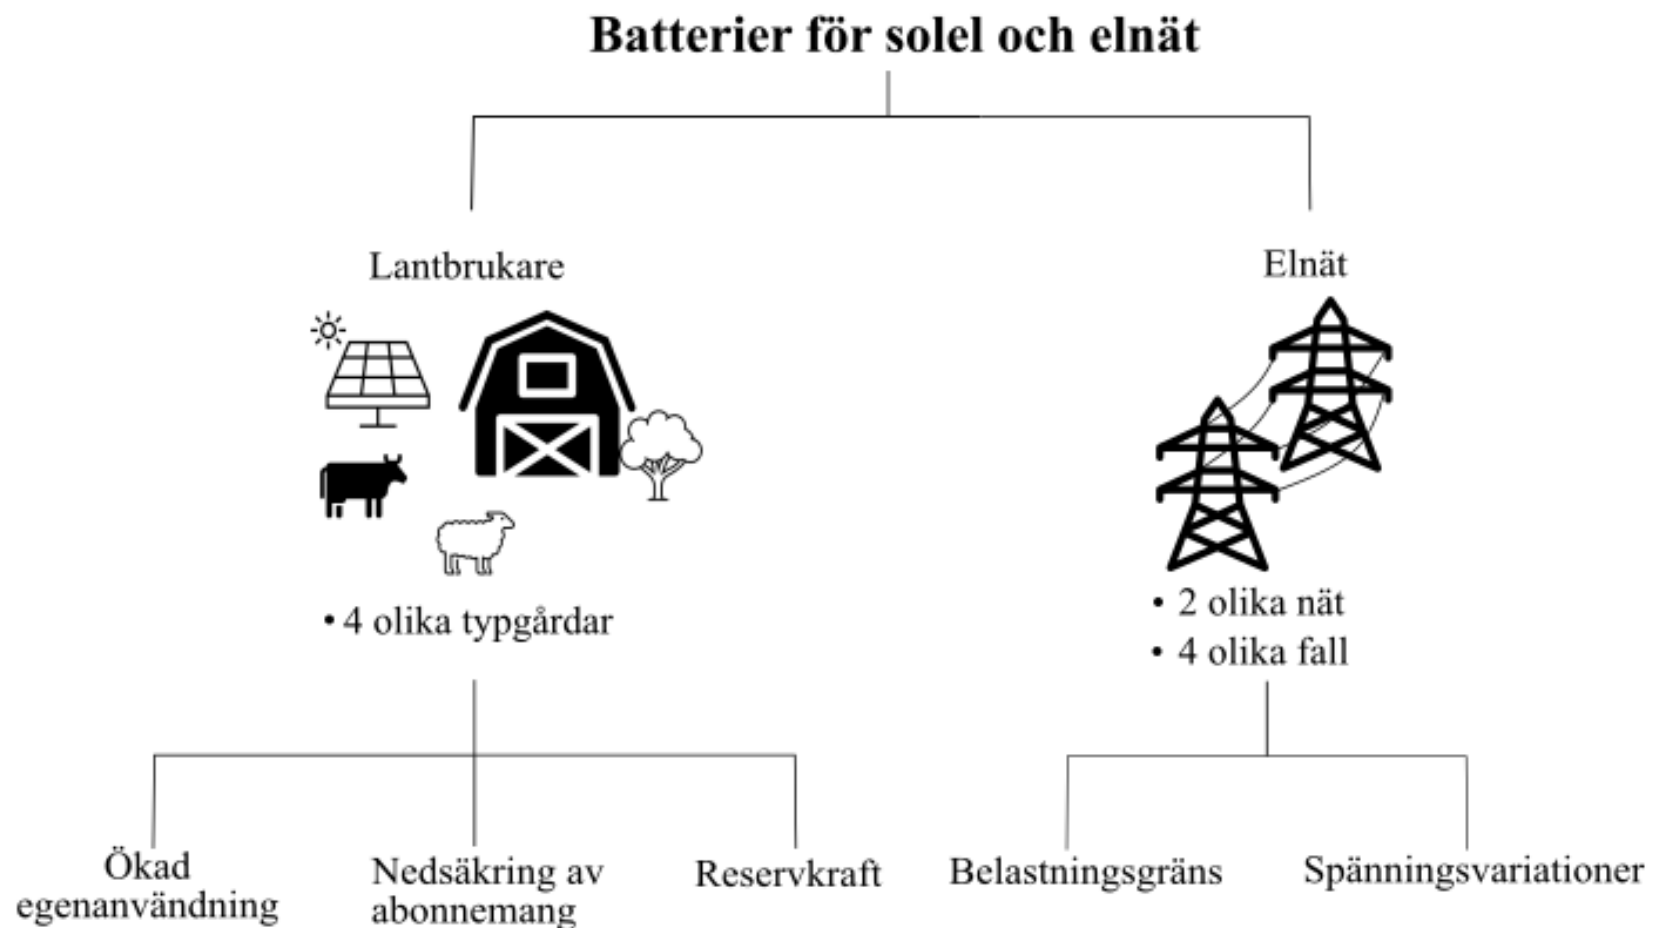 Batterier för solel och elnät
Lantbrukare
Elnät
• 4 olika typgårdar
• 2 olika nät
• 4 olika fall
Ökad
egenanvändning
Nedsäkring av
abonnemang
Reservkraft
Belastningsgräns
Spänningsvariationer